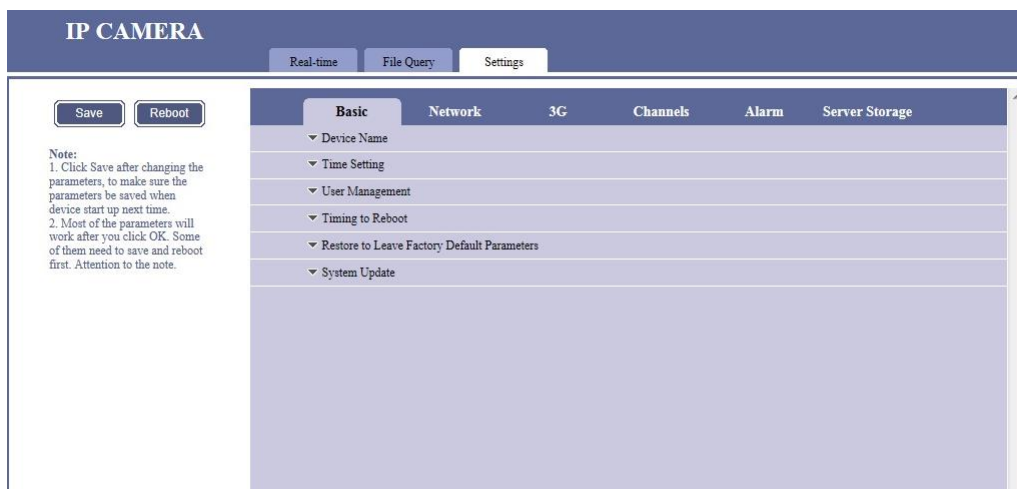 IP CAMERA
Real-time File Query Settings
Save Reboot
Note:
1. Click Save after changing the
parameters, to make sure the
parameters be saved when
device start up next time.
2. Most of the parameters will
work after you click OK. Some
of them need to save and reboot
first. Attention to the note.
Basic Network 3G Channels Alarm Server Storage
Device Name
Time Setting
User Management
Timing to Reboot
Restore to Leave Factory Default Parameters
System Update